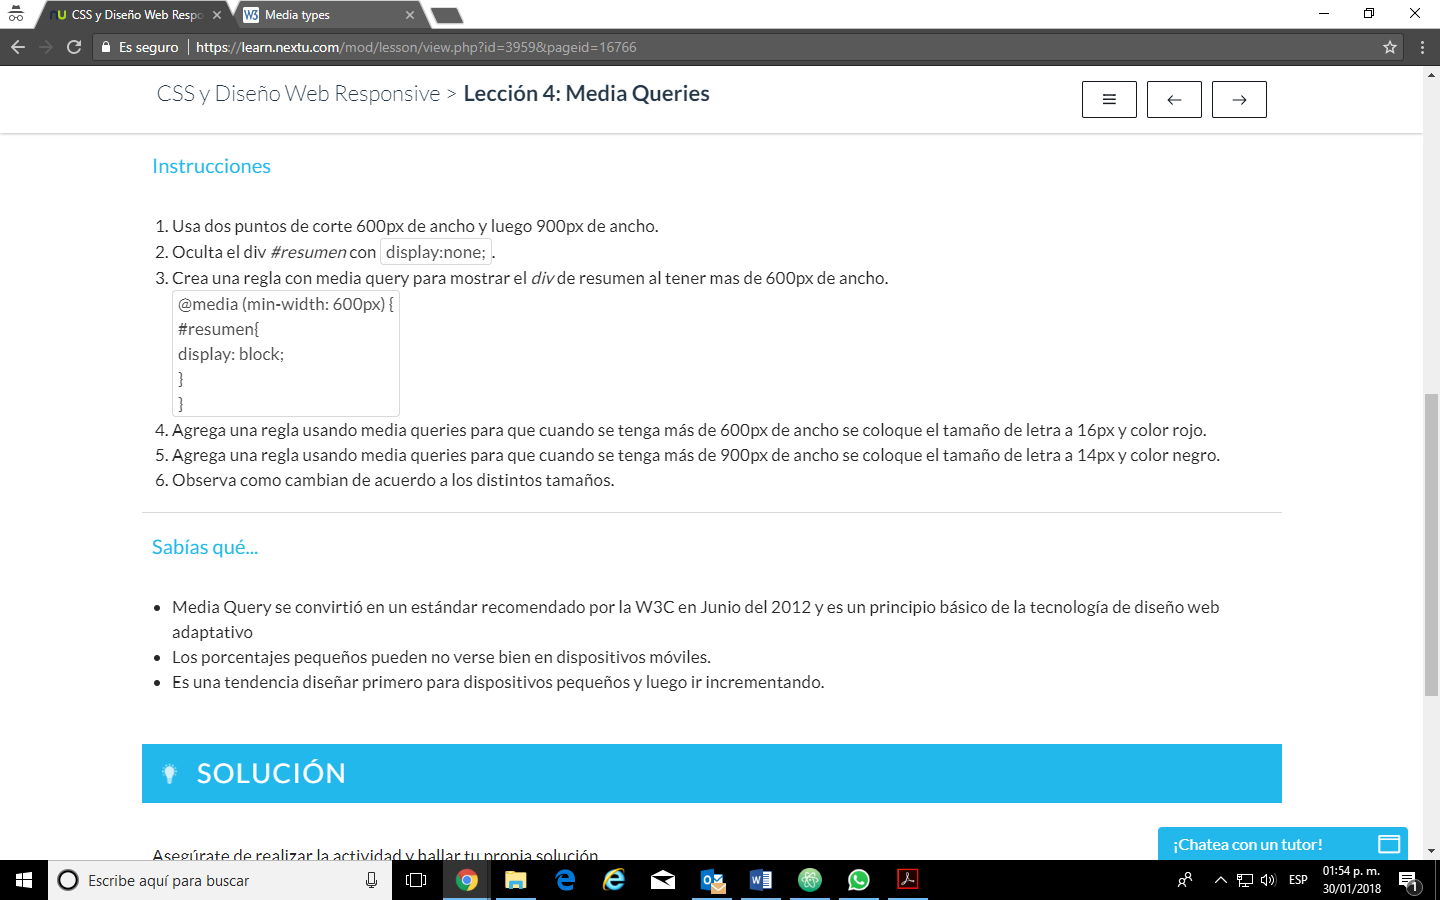 CSS y Diseño Web Respo
Media types
Es seguro
https://learn.nextu.com/mod/lesson/view.php?id=3959&pageid=16766
CSS y Diseño Web Responsive > Lección 4: Media Queries
Instrucciones
1. Usa dos puntos de corte 600px de ancho y luego 900px de ancho.
2. Oculta el div #resumen con display:none; .
3. Crea una regla con media query para mostrar el div de resumen al tener mas de 600px de ancho.
@media (min-width: 600px) {
#resumen{
display: block;
}
}
4. Agrega una regla usando media queries para que cuando se tenga más de 600px de ancho se coloque el tamaño de letra a 16px y color rojo.
5. Agrega una regla usando media queries para que cuando se tenga más de 900px de ancho se coloque el tamaño de letra a 14px y color negro.
6. Observa como cambian de acuerdo a los distintos tamaños.
Sabías qué...
• Media Query se convirtió en un estándar recomendado por la W3C en Junio del 2012 y es un principio básico de la tecnología de diseño web
adaptativo
• Los porcentajes pequeños pueden no verse bien en dispositivos móviles.
• Es una tendencia diseñar primero para dispositivos pequeños y luego ir incrementando.
SOLUCIÓN
Asegúrate de realizar la actividad y hallar tu propia solución
¡Chatea con un tutor!
Escribe aquí para buscar
ESP
01:54 p. m.
30/01/2018
1